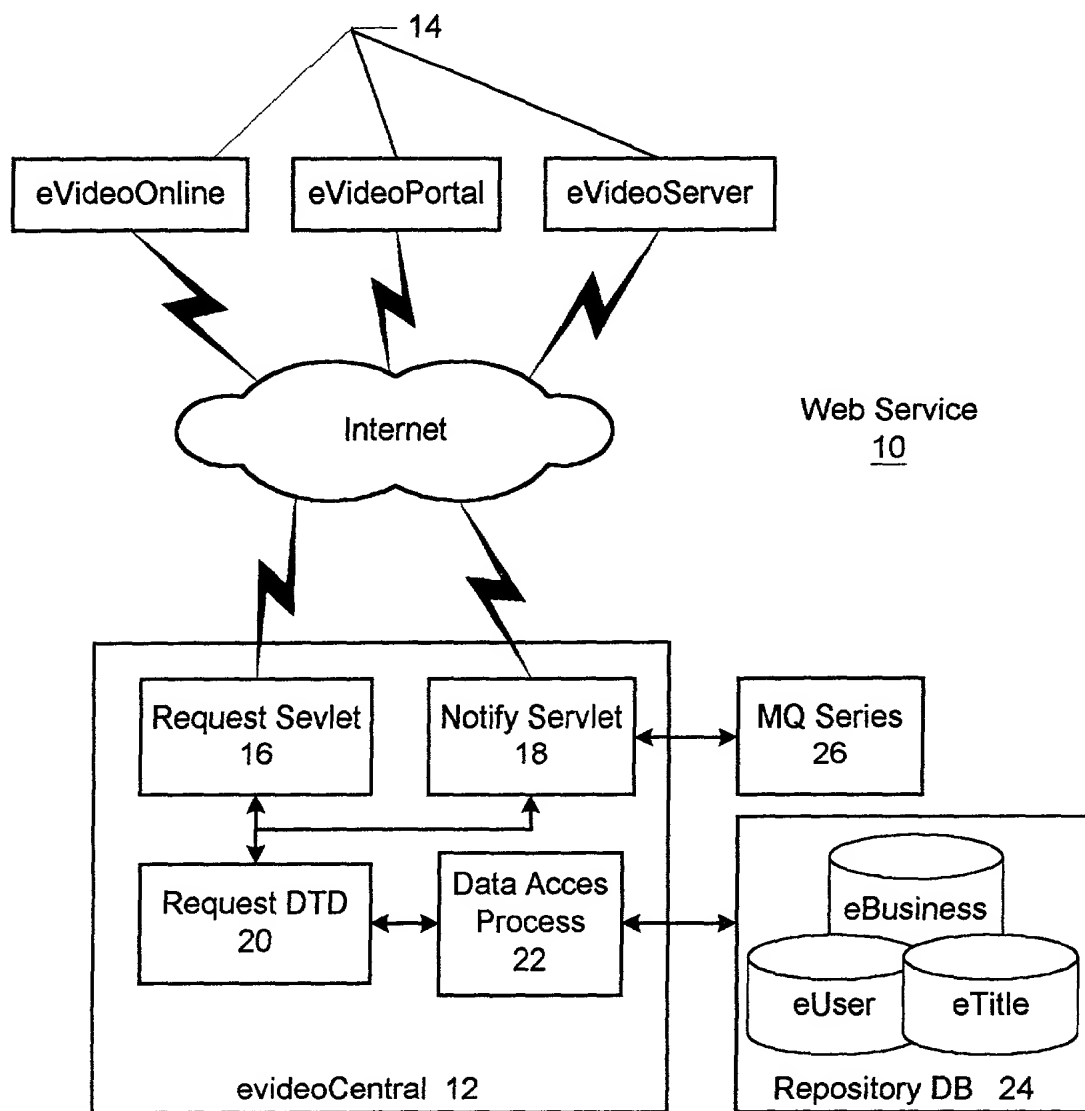 14
eVideoOnline
eVideoPortal
eVideoServer
Internet
Web Service
10
Request Sevlet
16
Notify Servlet
18
MQ Series
26
Request DTD
20
Data Acces
Process
22
eBusiness
eUser
eTitle
evideoCentral 12
Repository DB 24